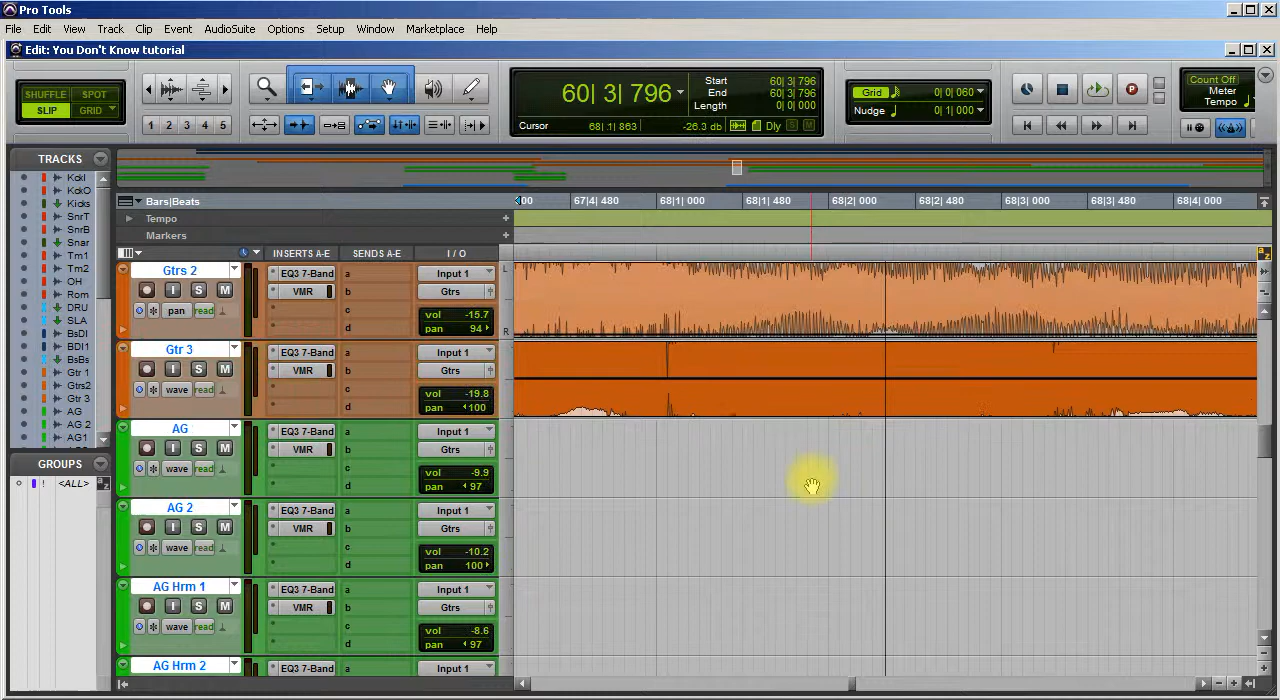 Pro Tools
File Edit View Track Clip Event AudioSuite Options Setup Window Marketplace Help
Edit: You Don't Know tutorial
SHUFFLE SPOT
SLIP GRID
1 2 3 4 5
60| 3| 796
Start 60| 3| 796
End 60| 3| 796
Length 0| 0| 000
Cursor 68| 1| 863 -26.3 db Dly S M
Grid 0| 0| 060
Nudge 0| 1| 000
Count Off
Meter
Tempo
TRACKS
KckI
KckO
Kicks
SnrT
SnrB
Snar
Tm1
Tm2
OH
Rom
DRU
SLA
BsDI
BDI1
BsBs
Gtr 1
Gtrs2
Gtr 3
AG
AG 2
AG1
GROUPS
! <ALL>
a z
Bars|Beats
Tempo
Markers
00 67|4| 480 68|1| 000 68|1| 480 68|2| 000 68|2| 480 68|3| 000 68|3| 480 68|4| 000
INSERTS A-E SENDS A-E I / O
Gtrs 2
I S M
pan read
EQ3 7-Band
VMR
a
b
c
d
Input 1
Gtrs
vol -15.7
pan 94
L
R
Gtr 3
I S M
wave read
EQ3 7-Band
VMR
a
b
c
d
Input 1
Gtrs
vol -19.8
pan 100
AG
I S M
wave read
EQ3 7-Band
VMR
a
b
c
d
Input 1
Gtrs
vol -9.9
pan 97
AG 2
I S M
wave read
EQ3 7-Band
VMR
a
b
c
d
Input 1
Gtrs
vol -10.2
pan 100
AG Hrm 1
I S M
wave read
EQ3 7-Band
VMR
a
b
c
d
Input 1
Gtrs
vol -8.6
pan 97
AG Hrm 2
EQ3 7-Band
a
Input 1